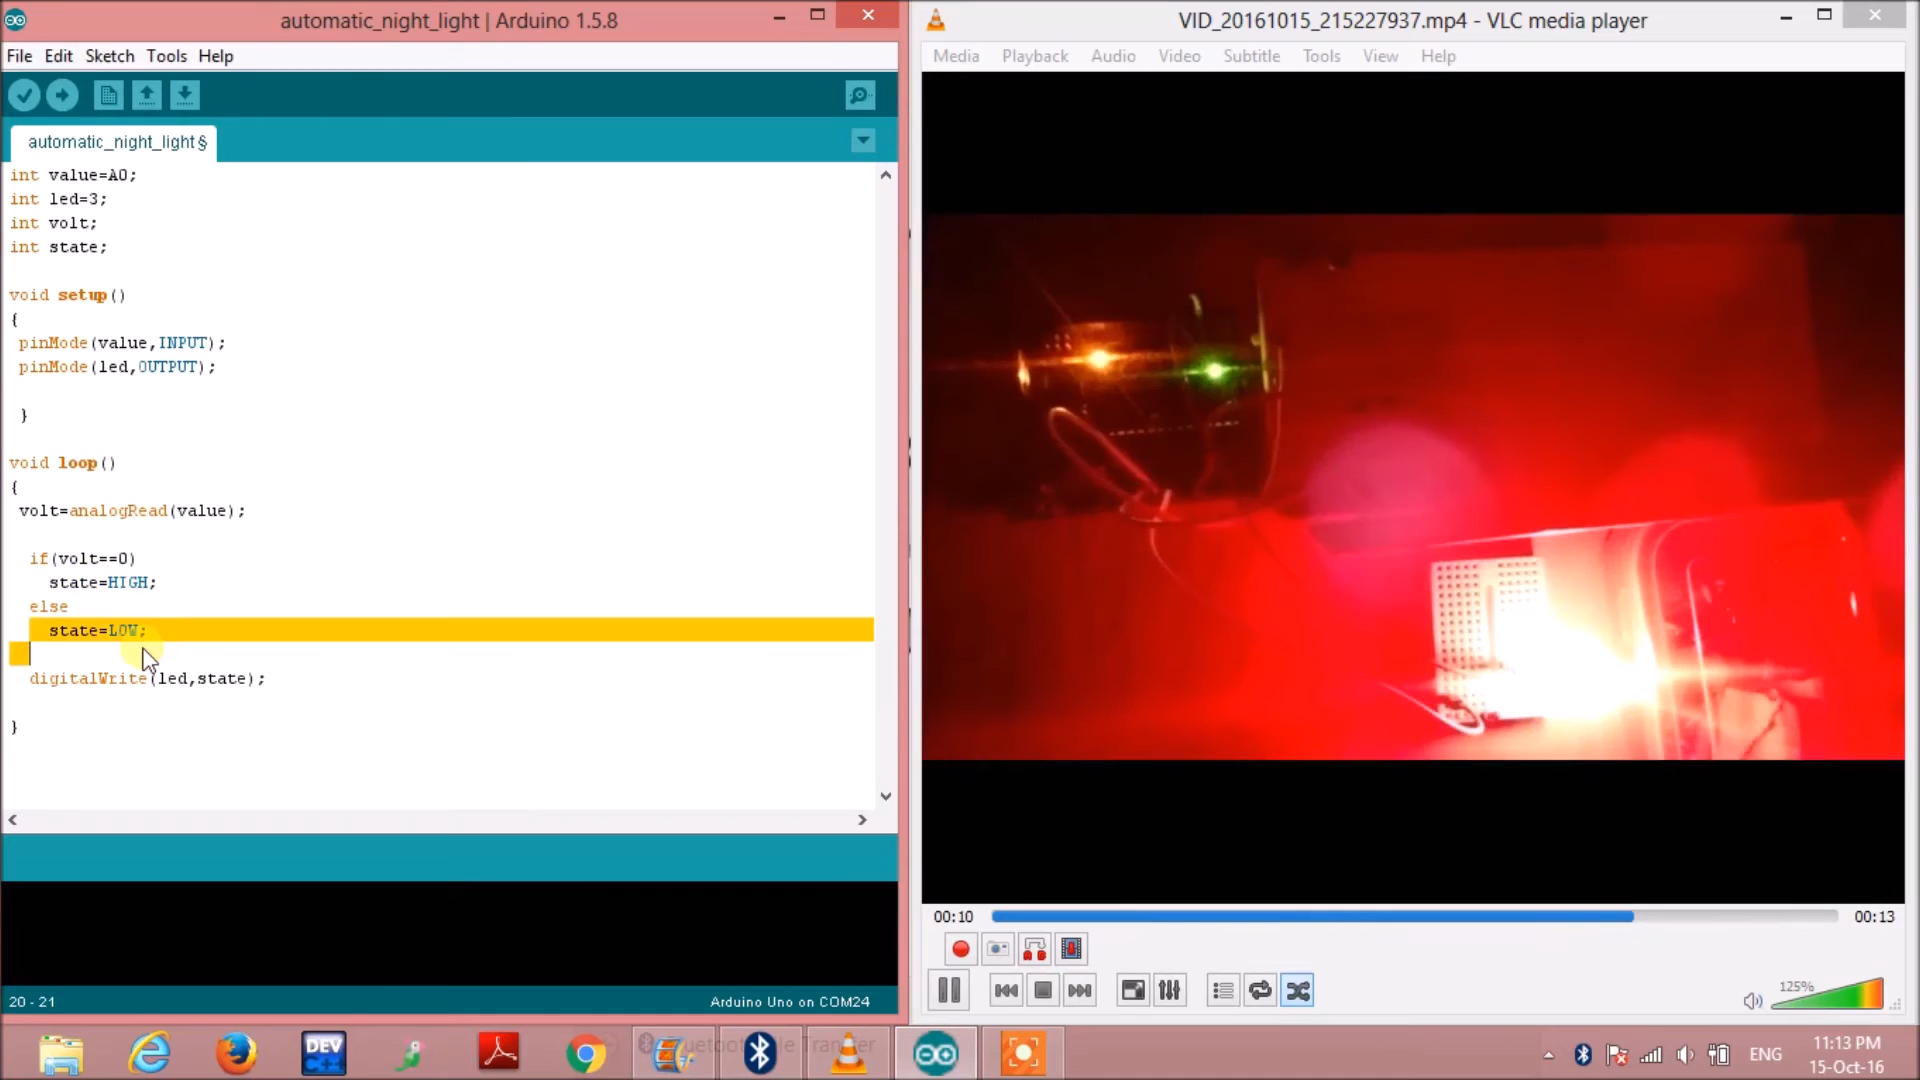 automatic_night_light | Arduino 1.5.8
File Edit Sketch Tools Help
automatic_night_light §
int value=A0;
int led=3;
int volt;
int state;
void setup()
{
pinMode(value,INPUT);
pinMode(led,OUTPUT);
}
void loop()
{
volt=analogRead(value);
if(volt==0)
state=HIGH;
else
state=LOW;
digitalWrite(led,state);
}
20 - 21
Arduino Uno on COM24
VID_20161015_215227937.mp4 - VLC media player
Media Playback Audio Video Subtitle Tools View Help
00:10
00:13
125%
DEV
C++
ENG
11:13 PM
15-Oct-16